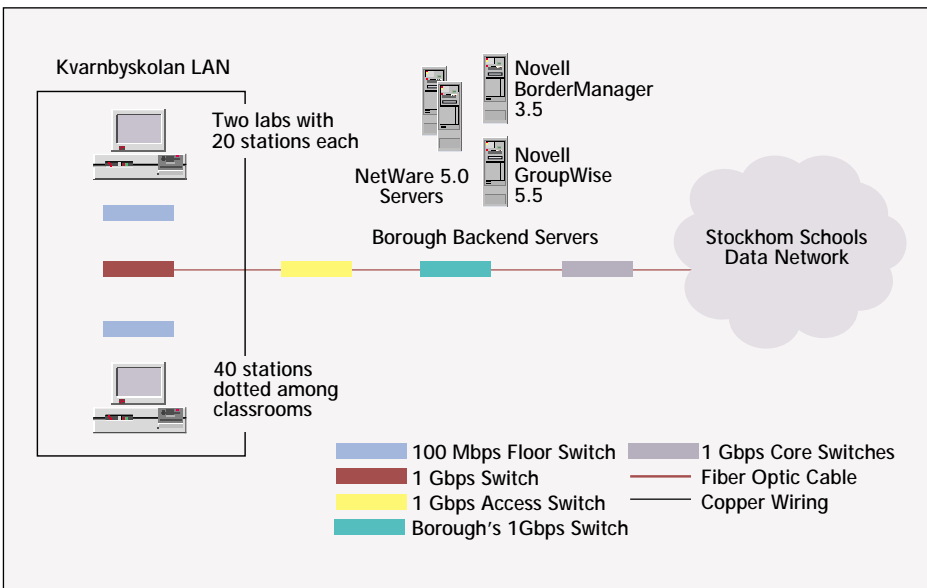 Kvarnbyskolan LAN
Two labs with
20 stations each
Novell
BorderManager
3.5
NetWare 5.0
Servers
Novell
GroupWise
5.5
Borough Backend Servers
Stockhom Schools
Data Network
40 stations
dotted among
classrooms
100 Mbps Floor Switch
1 Gbps Switch
1 Gbps Access Switch
Borough's 1Gbps Switch
1 Gbps Core Switches
Fiber Optic Cable
Copper Wiring